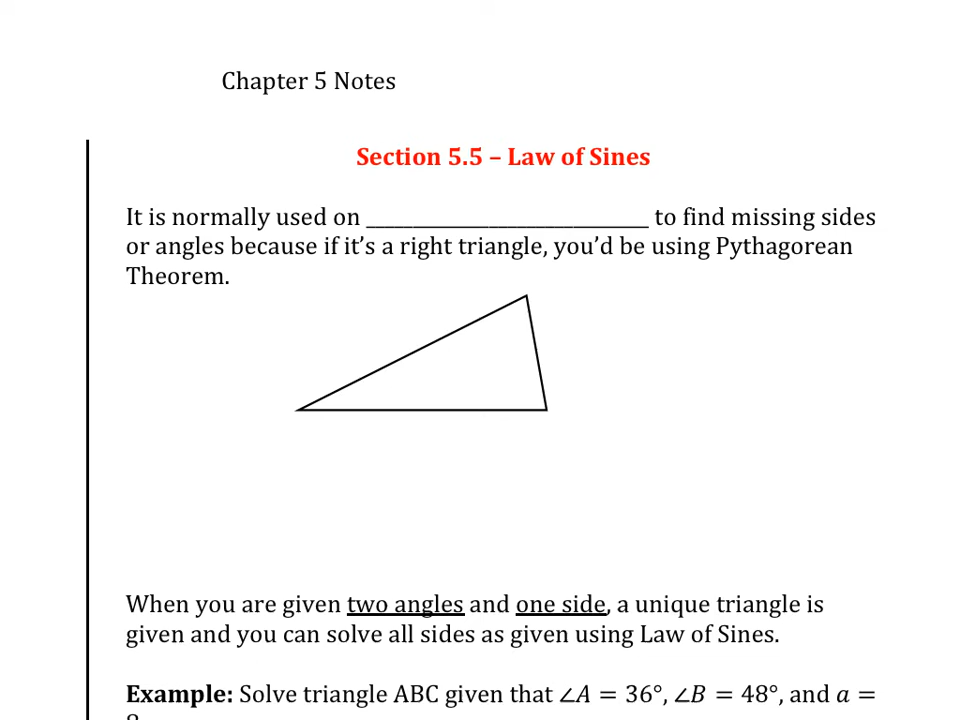 Chapter 5 Notes
Section 5.5 – Law of Sines
It is normally used on _________________________ to find missing sides
or angles because if it’s a right triangle, you’d be using Pythagorean
Theorem.
When you are given two angles and one side, a unique triangle is
given and you can solve all sides as given using Law of Sines.
Example: Solve triangle ABC given that ∠A = 36°, ∠B = 48°, and a =